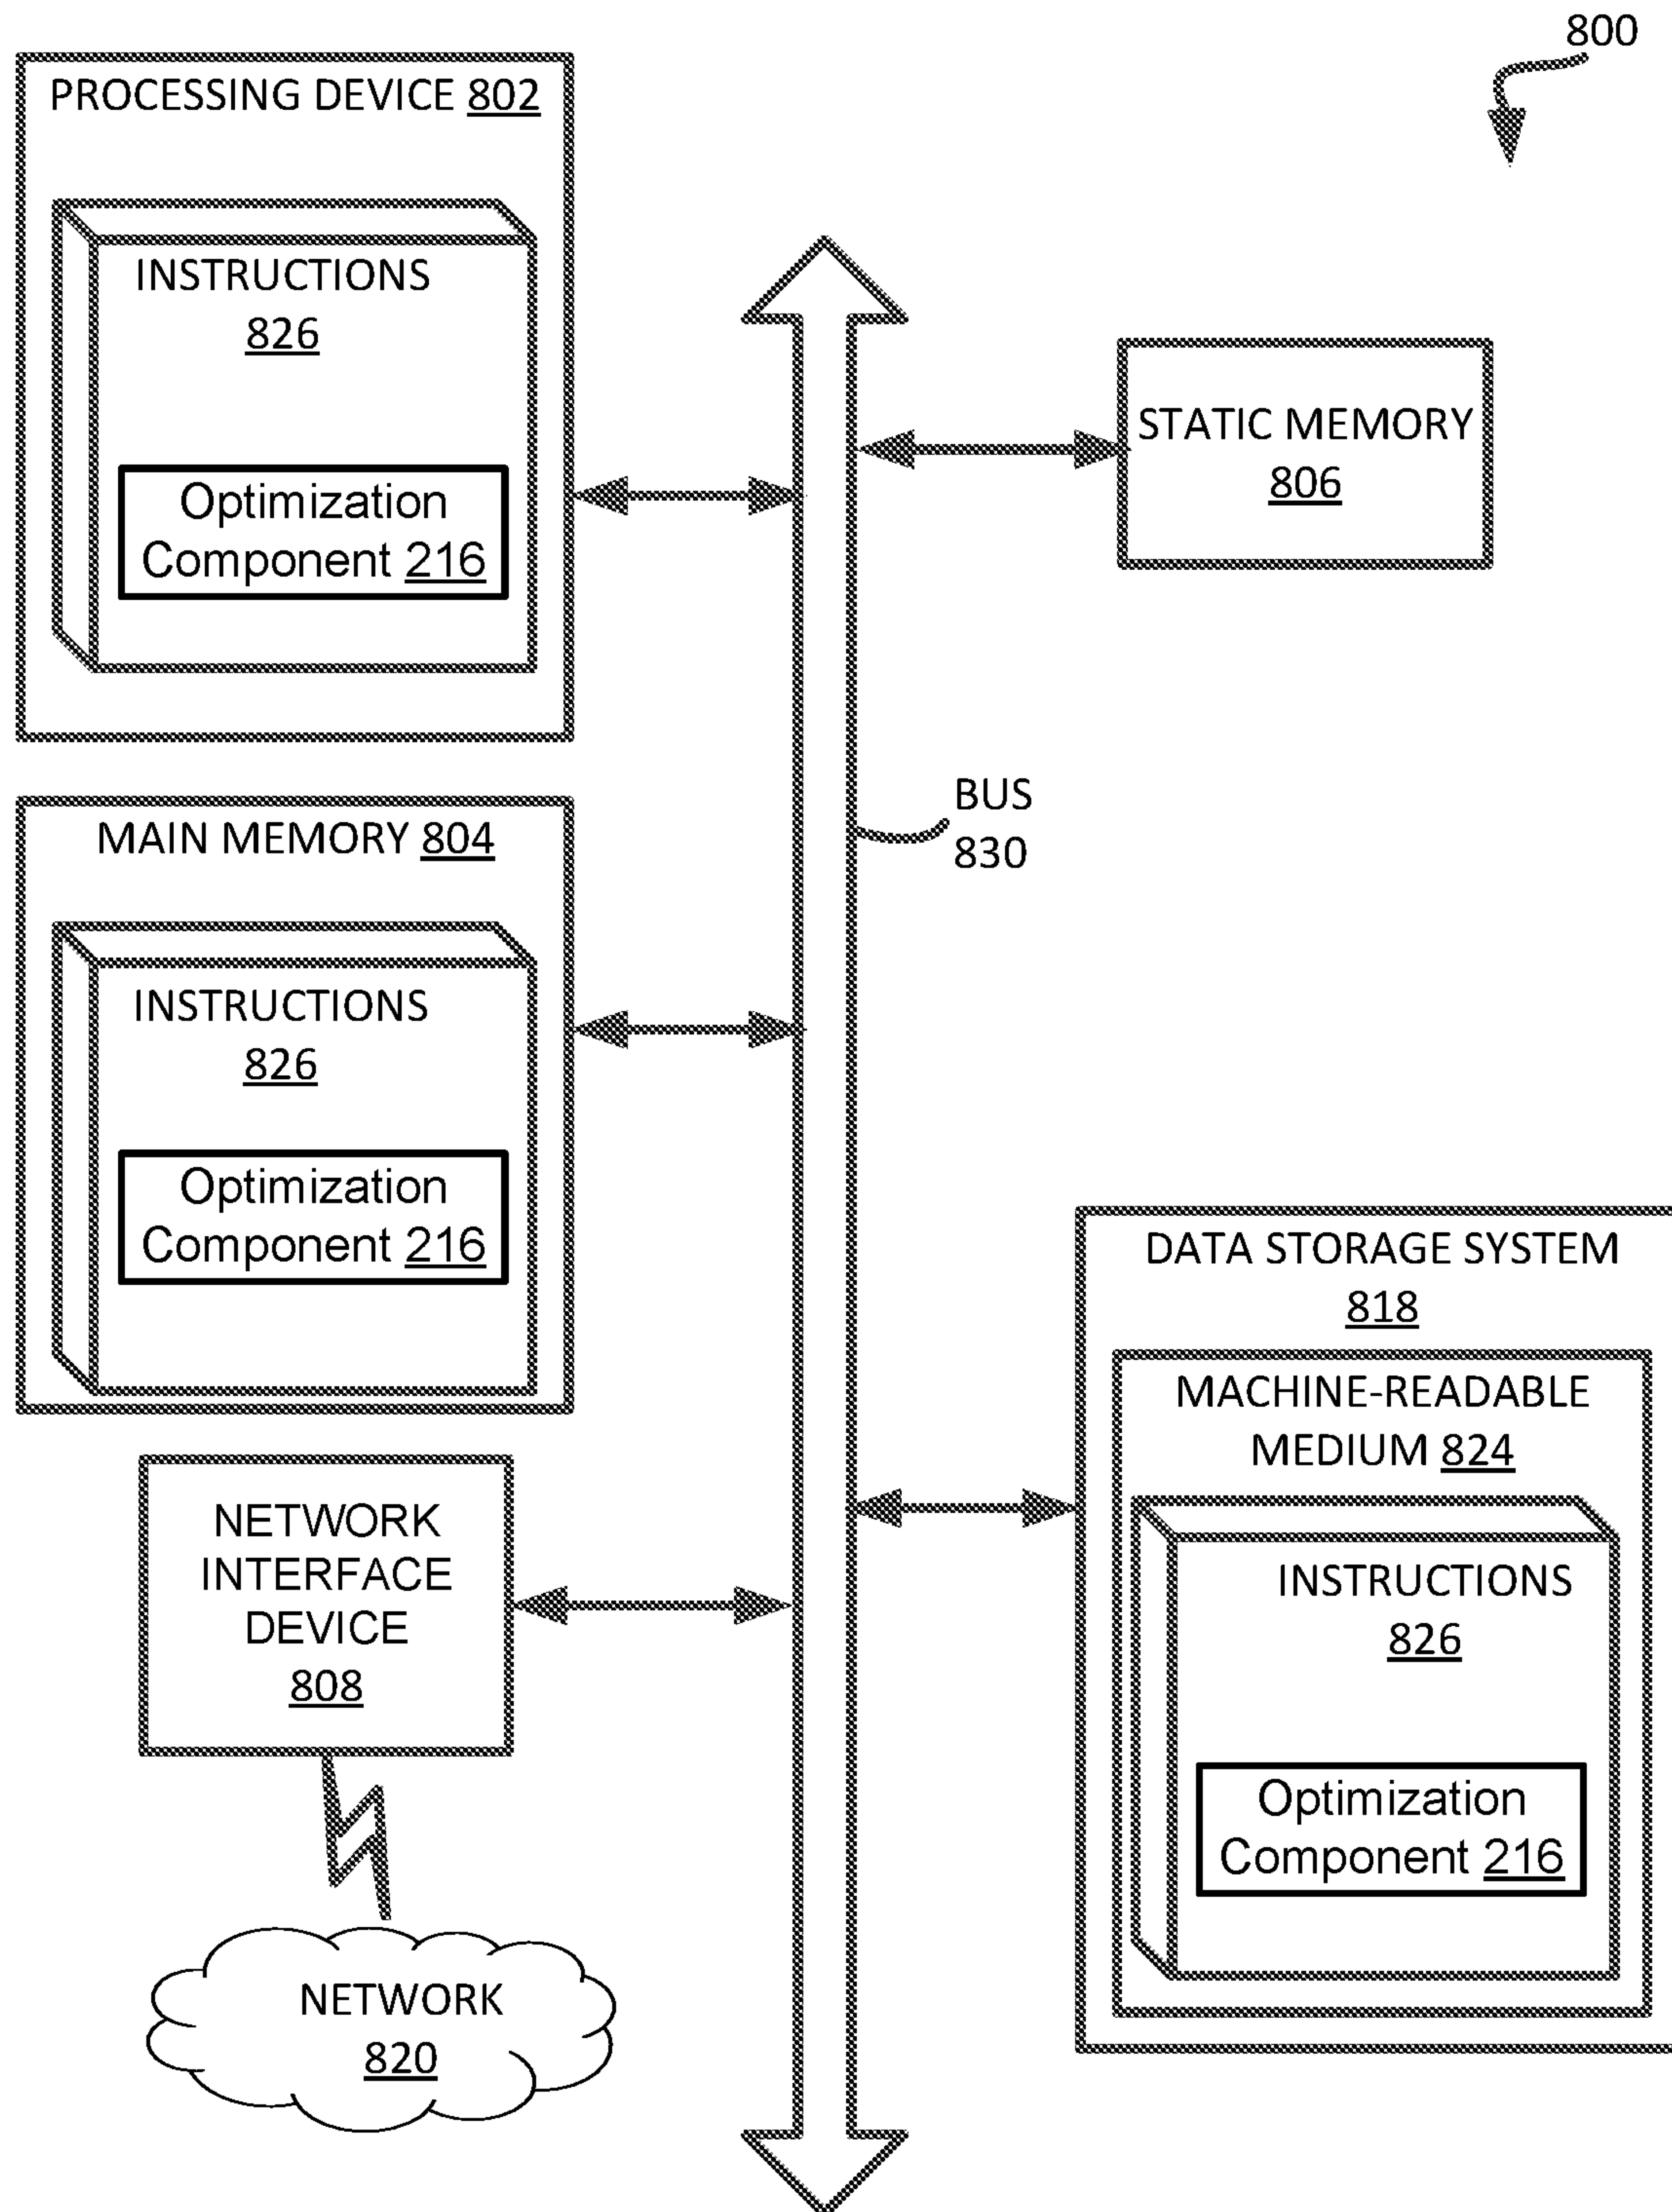 800
PROCESSING DEVICE 802
INSTRUCTIONS
826
Optimization
Component 216
STATIC MEMORY
806
BUS
830
MAIN MEMORY 804
INSTRUCTIONS
826
Optimization
Component 216
DATA STORAGE SYSTEM
818
MACHINE-READABLE
MEDIUM 824
INSTRUCTIONS
826
Optimization
Component 216
NETWORK
INTERFACE
DEVICE
808
NETWORK
820